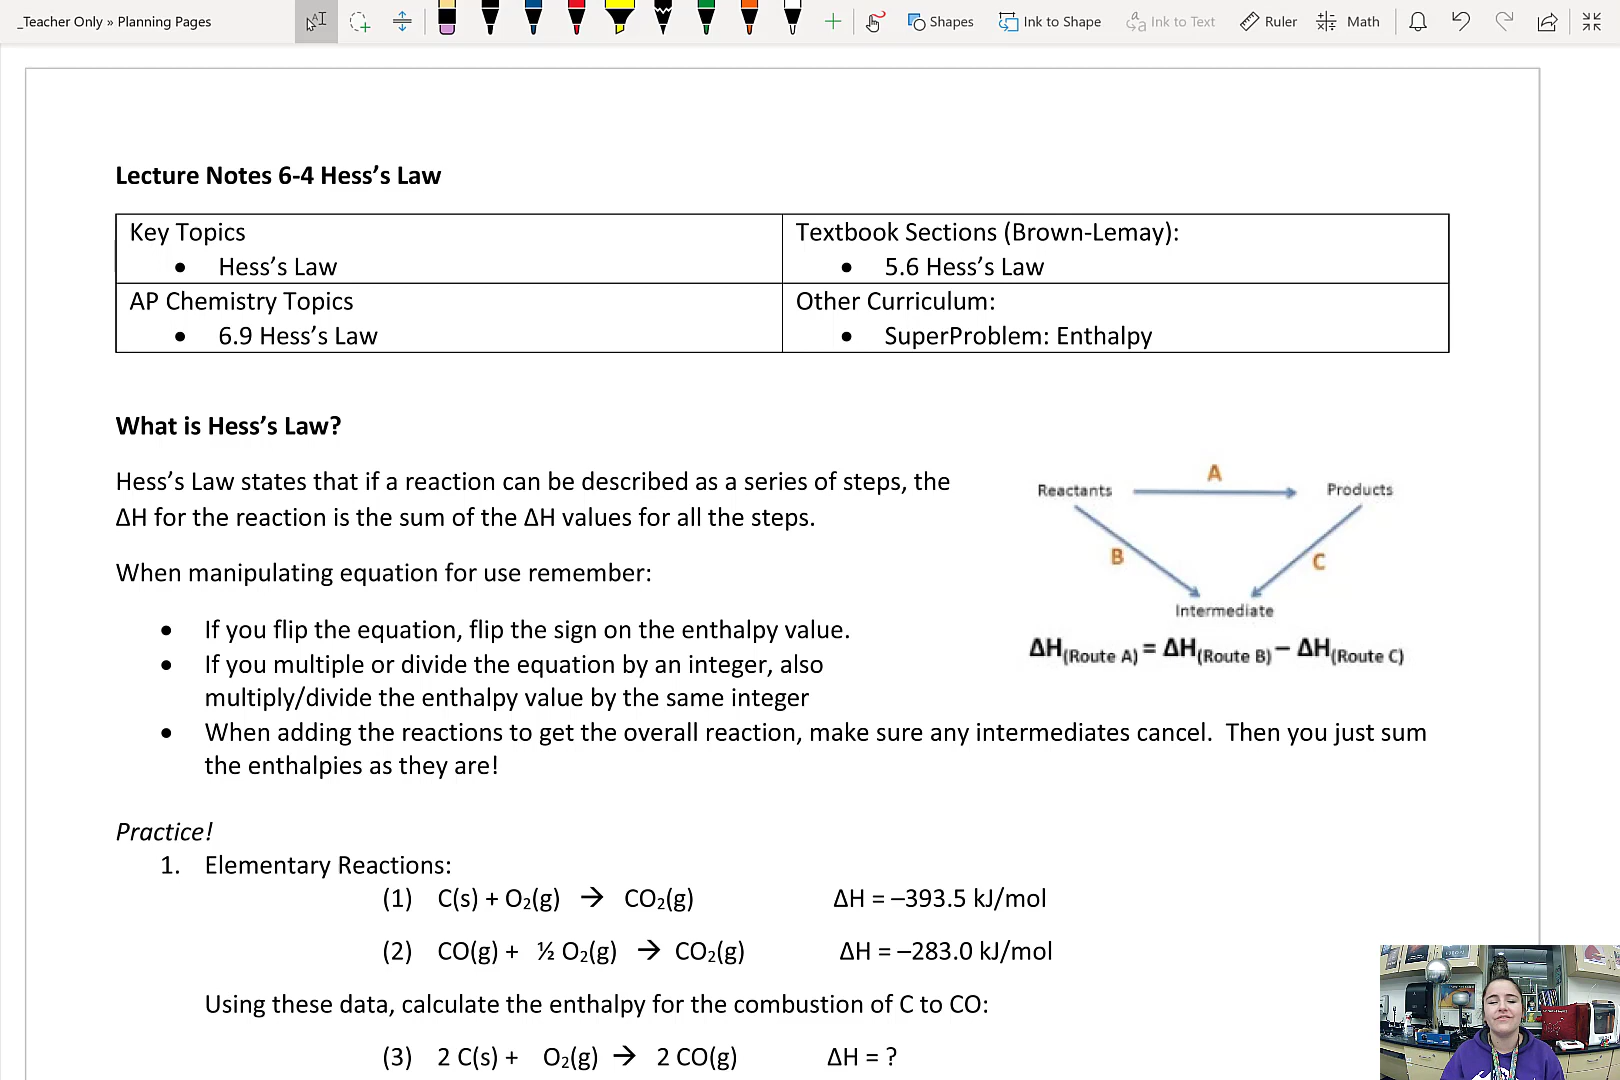 _Teacher Only » Planning Pages
Shapes
Ink to Shape
Ink to Text
Ruler
Math
Lecture Notes 6-4 Hess’s Law
Key Topics
• Hess’s Law
Textbook Sections (Brown-Lemay):
• 5.6 Hess’s Law
AP Chemistry Topics
• 6.9 Hess’s Law
Other Curriculum:
• SuperProblem: Enthalpy
What is Hess’s Law?
Hess’s Law states that if a reaction can be described as a series of steps, the
ΔH for the reaction is the sum of the ΔH values for all the steps.
When manipulating equation for use remember:
• If you flip the equation, flip the sign on the enthalpy value.
• If you multiple or divide the equation by an integer, also
multiply/divide the enthalpy value by the same integer
• When adding the reactions to get the overall reaction, make sure any intermediates cancel.  Then you just sum
the enthalpies as they are!
A
Reactants
Products
B
C
Intermediate
ΔH(Route A) = ΔH(Route B) − ΔH(Route C)
Practice!
1. Elementary Reactions:
(1) C(s) + O₂(g) → CO₂(g) ΔH = –393.5 kJ/mol
(2) CO(g) + ½ O₂(g) → CO₂(g) ΔH = –283.0 kJ/mol
Using these data, calculate the enthalpy for the combustion of C to CO:
(3) 2 C(s) + O₂(g) → 2 CO(g) ΔH = ?